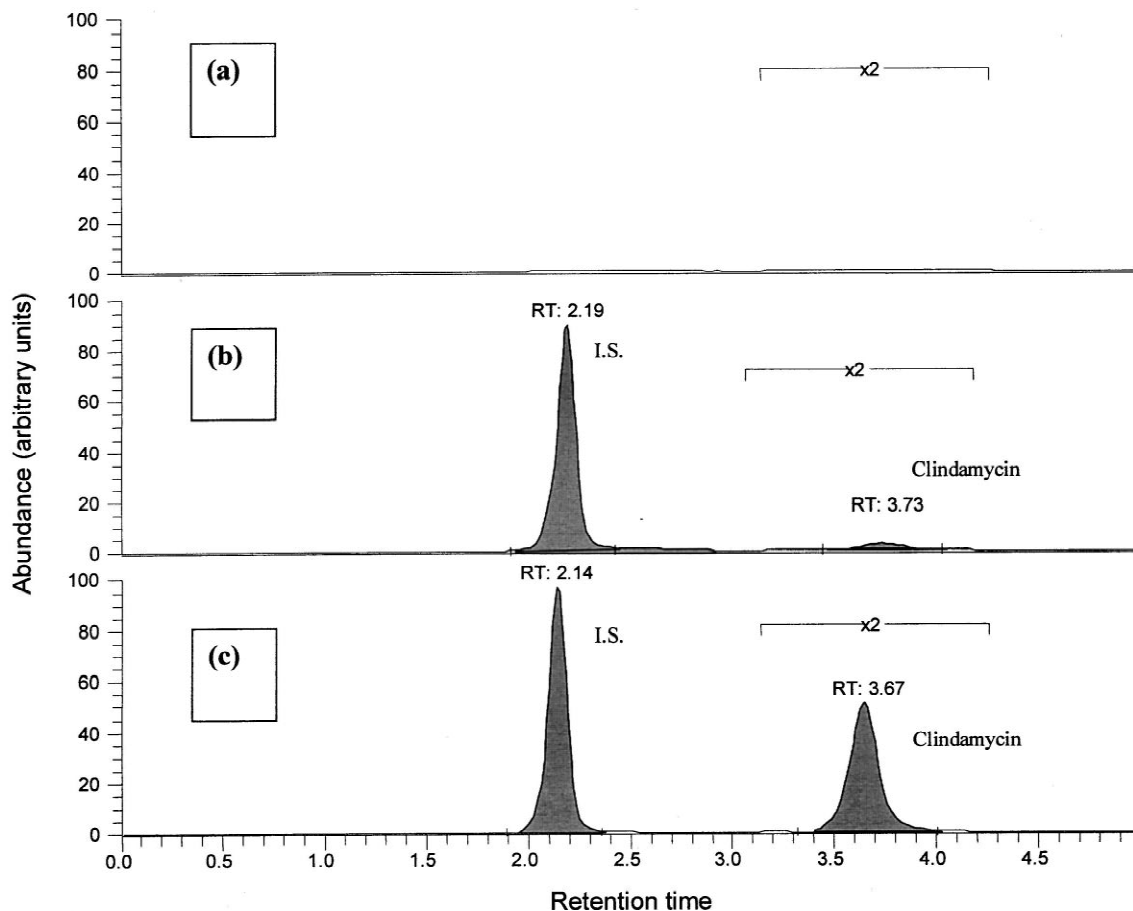 Abundance (arbitrary units)
100
80
60
40
20
0
(a)
x2
100
80
60
40
20
0
(b)
RT: 2.19
I.S.
x2
Clindamycin
RT: 3.73
100
80
60
40
20
0
(c)
RT: 2.14
I.S.
x2
RT: 3.67
Clindamycin
0.0 0.5 1.0 1.5 2.0 2.5 3.0 3.5 4.0 4.5
Retention time